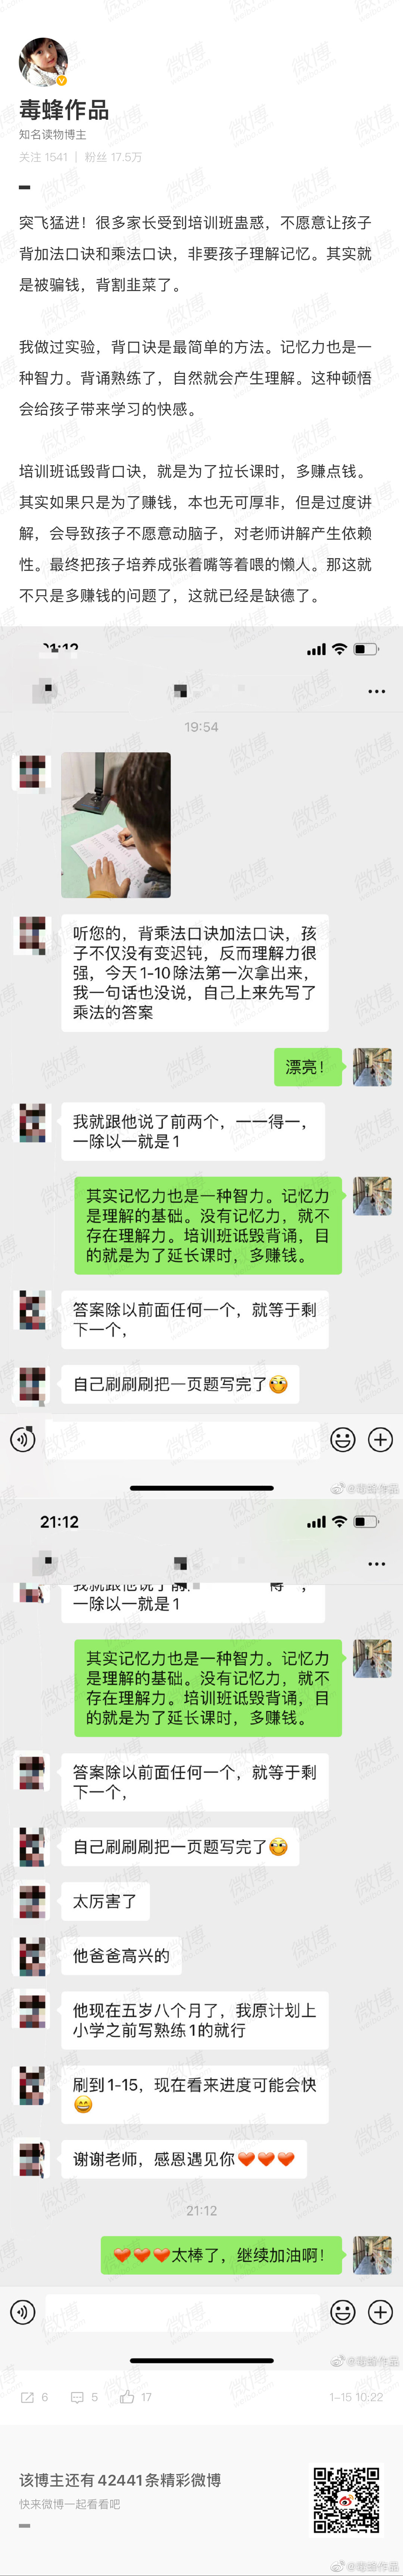 毒蜂作品
知名读物博主
关注 1541 | 粉丝 17.5万
突飞猛进！很多家长受到培训班蛊惑，不愿意让孩子
背加法口诀和乘法口诀，非要孩子理解记忆。其实就
是被骗钱，背割韭菜了。
我做过实验，背口诀是最简单的方法。记忆力也是一
种智力。背诵熟练了，自然就会产生理解。这种顿悟
会给孩子带来学习的快感。
培训班诋毁背口诀，就是为了拉长课时，多赚点钱。
其实如果只是为了赚钱，本也无可厚非，但是过度讲
解，会导致孩子不愿意动脑子，对老师讲解产生依赖
性。最终把孩子培养成张着嘴等着喂的懒人。那这就
不只是多赚钱的问题了，这就已经是缺德了。
21:12
19:54
听您的，背乘法口诀加法口诀，孩
子不仅没有变迟钝，反而理解力很
强，今天1-10除法第一次拿出来，
我一句话也没说，自己上来先写了
乘法的答案
漂亮！
我就跟他说了前两个，一一得一，
一除以一就是1
其实记忆力也是一种智力。记忆力
是理解的基础。没有记忆力，就不
存在理解力。培训班诋毁背诵，目
的就是为了延长课时，多赚钱。
答案除以前面任何一个，就等于剩
下一个，
自己刷刷刷把一页题写完了
@毒蜂作品
21:12
我就跟他说了前
得
，
一除以一就是1
其实记忆力也是一种智力。记忆力
是理解的基础。没有记忆力，就不
存在理解力。培训班诋毁背诵，目
的就是为了延长课时，多赚钱。
答案除以前面任何一个，就等于剩
下一个，
自己刷刷刷把一页题写完了
太厉害了
他爸爸高兴的
他现在五岁八个月了，我原计划上
小学之前写熟练1的就行
刷到1-15，现在看来进度可能会快
谢谢老师，感恩遇见你
21:12
太棒了，继续加油啊！
@毒蜂作品
6 5 17 1-15 10:22
该博主还有42441条精彩微博
快来微博一起看看吧
@毒蜂作品